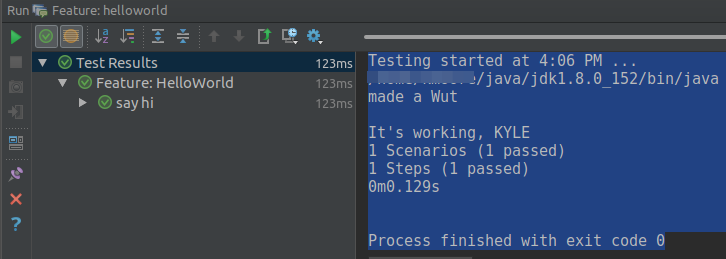 Run Feature: helloworld
Test Results 123ms
Feature: HelloWorld 123ms
say hi 123ms
Testing started at 4:06 PM ...
/java/jdk1.8.0_152/bin/java
made a Wut
It's working, KYLE
1 Scenarios (1 passed)
1 Steps (1 passed)
0m0.129s
Process finished with exit code 0